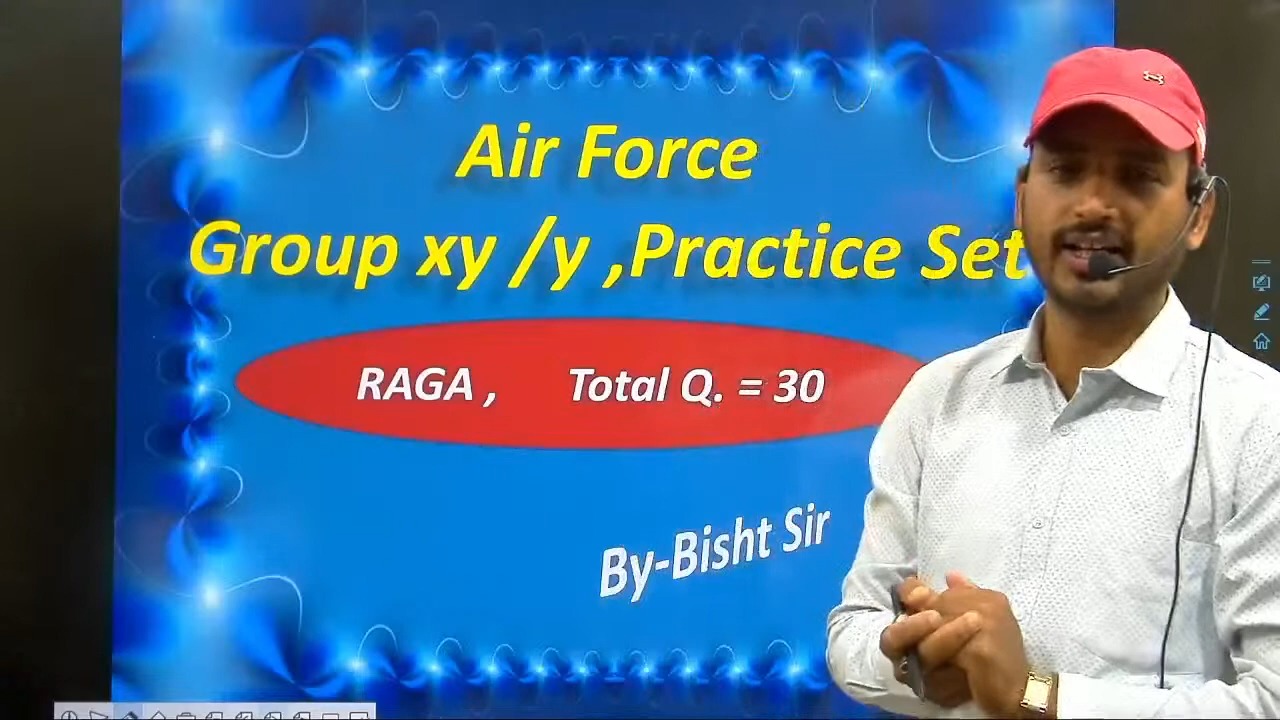 Air Force
Group xy /y ,Practice Set
RAGA , Total Q. = 30
By-Bisht Sir